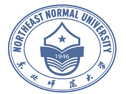 NORTHEAST NORMAL UNIVERSITY
1946
东北师范大学